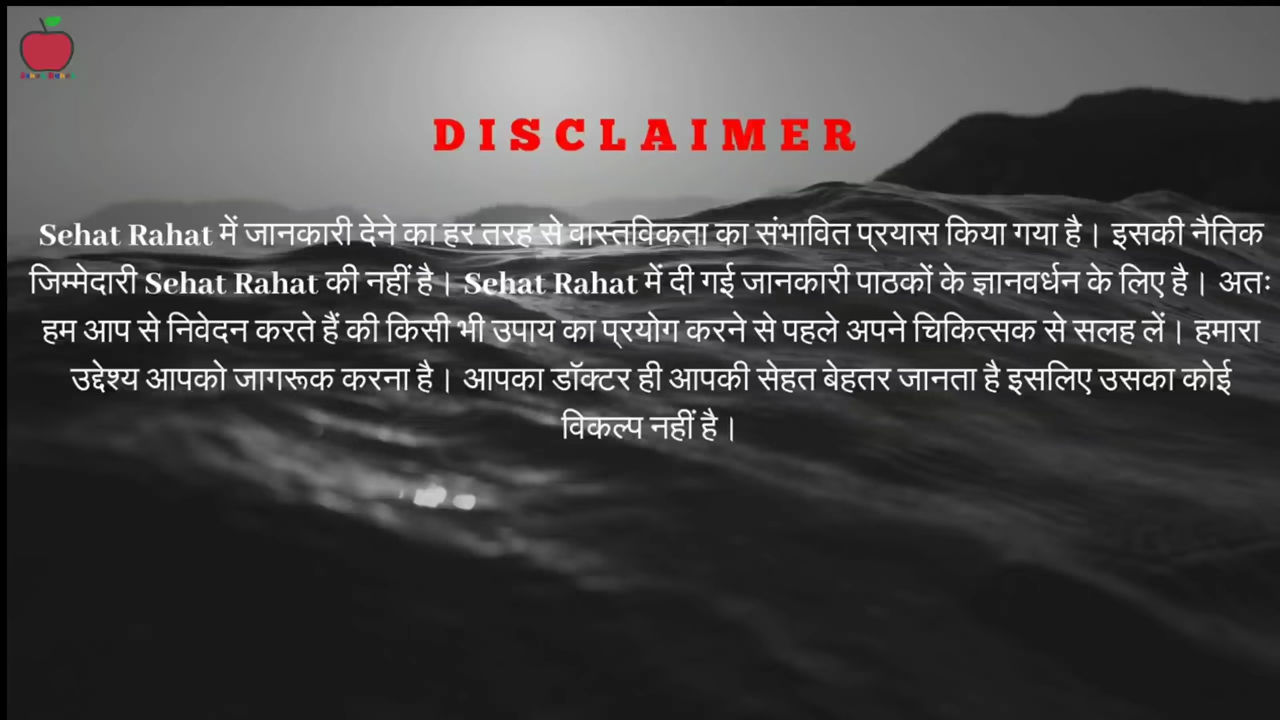 DISCLAIMER
Sehat Rahat में जानकारी देने का हर तरह से वास्तविकता का संभावित प्रयास किया गया है। इसकी नैतिक
जिम्मेदारी Sehat Rahat की नहीं है। Sehat Rahat में दी गई जानकारी पाठकों के ज्ञानवर्धन के लिए है। अतः
हम आप से निवेदन करते हैं की किसी भी उपाय का प्रयोग करने से पहले अपने चिकित्सक से सलह लें। हमारा
उद्देश्य आपको जागरूक करना है। आपका डॉक्टर ही आपकी सेहत बेहतर जानता है इसलिए उसका कोई
विकल्प नहीं है।